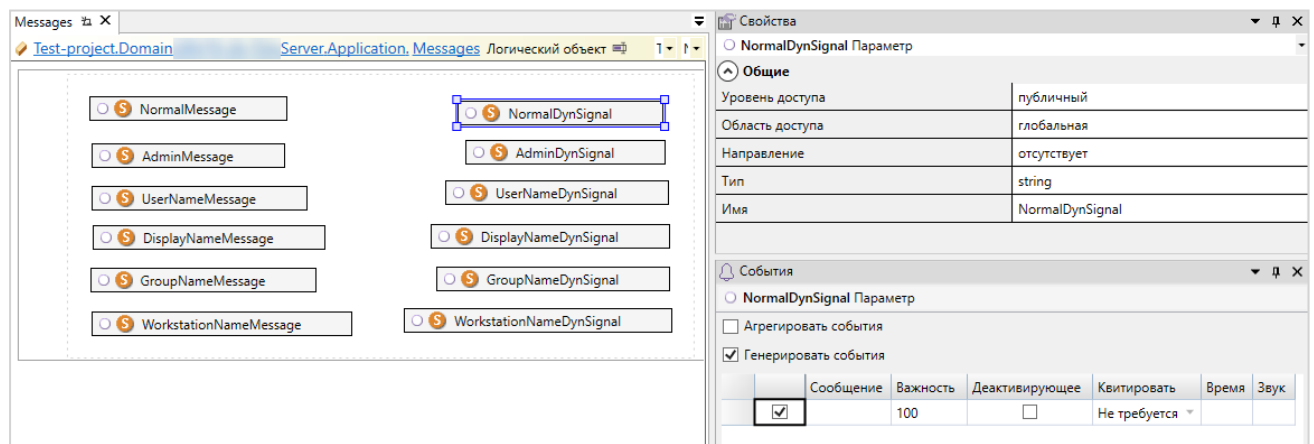 Messages
Test-project.Domain Server.Application. Messages Логический объект
NormalMessage
S NormalDynSignal
S AdminMessage
S AdminDynSignal
S UserNameMessage
S UserNameDynSignal
S DisplayNameMessage
S DisplayNameDynSignal
S GroupNameMessage
S GroupNameDynSignal
S WorkstationNameMessage
S WorkstationNameDynSignal
Свойства
NormalDynSignal Параметр
Общие
Уровень доступа публичный
Область доступа глобальная
Направление отсутствует
Тип string
Имя NormalDynSignal
События
NormalDynSignal Параметр
Агрегировать события
Генерировать события
Сообщение Важность Деактивирующее Квитировать Время Звук
100 Не требуется